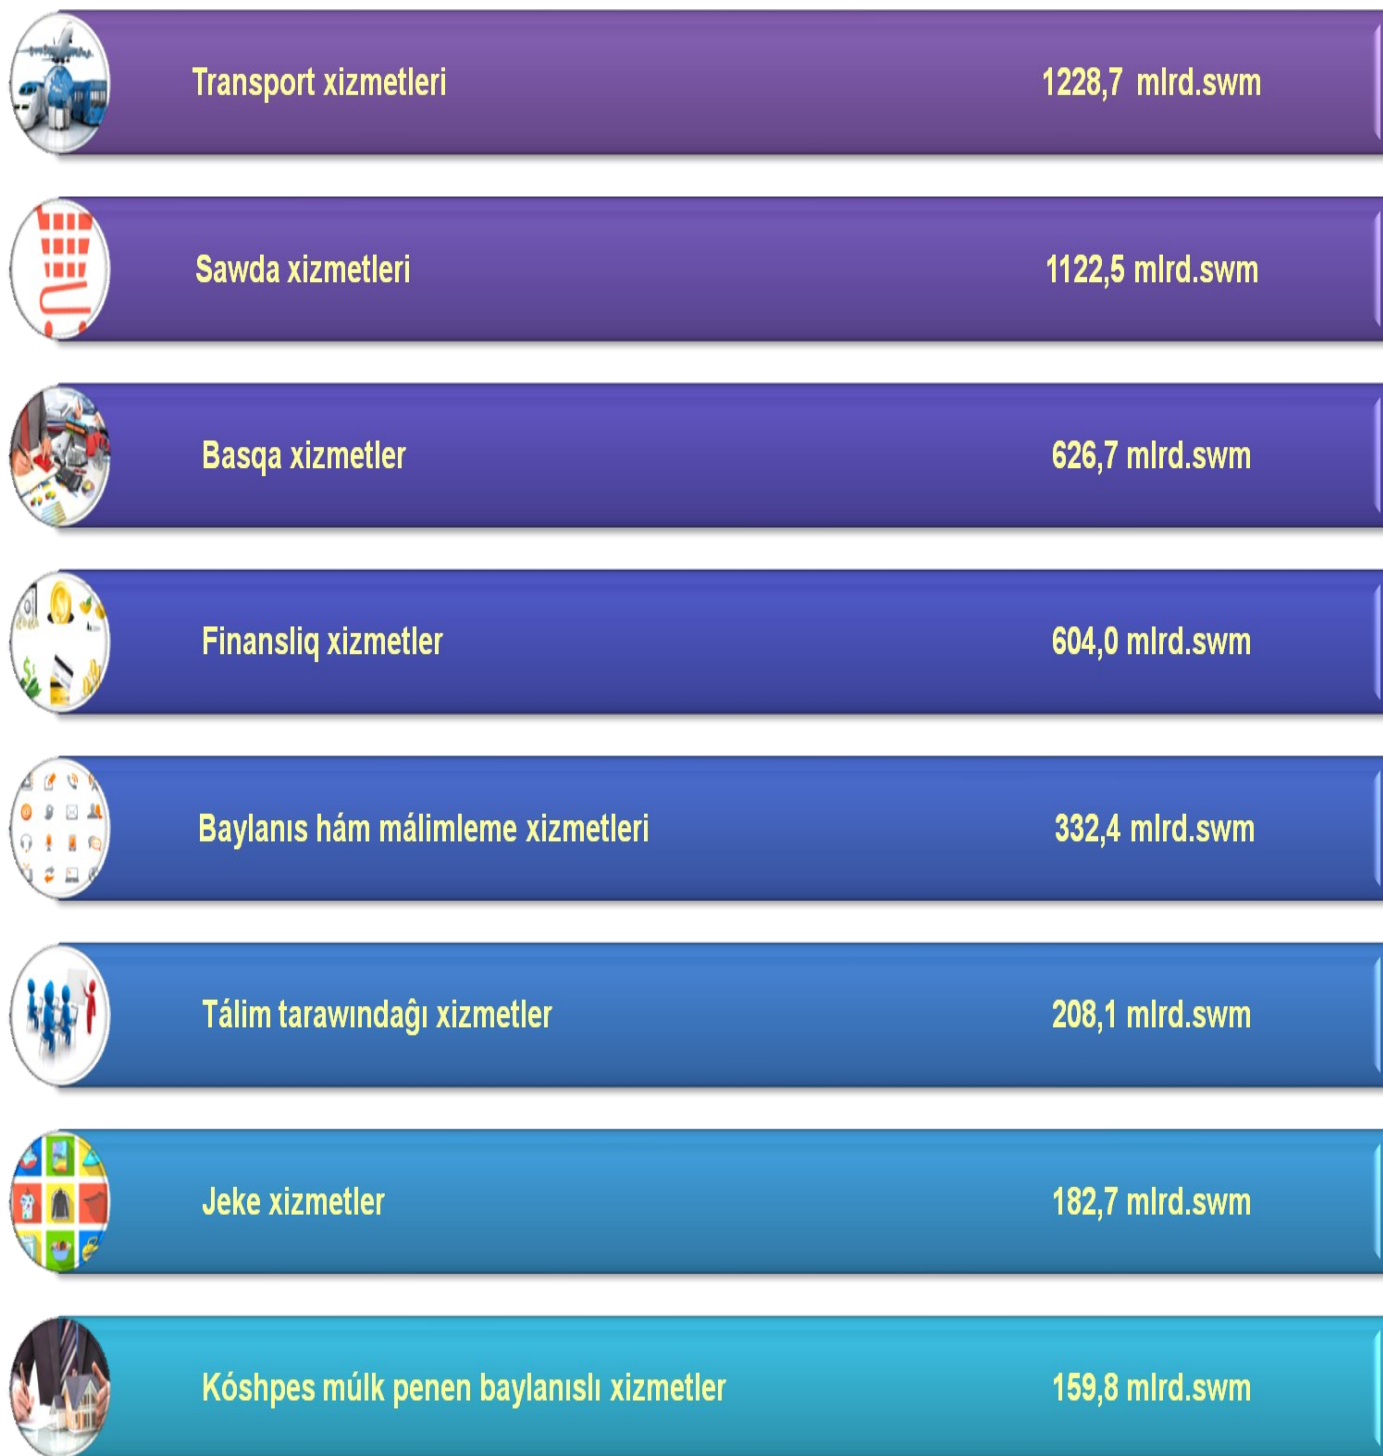 Transport xizmetleri 1228,7 mlrd.swm
Sawda xizmetleri 1122,5 mlrd.swm
Basqa xizmetler 626,7 mlrd.swm
Finansliq xizmetler 604,0 mlrd.swm
Baylanıs hám málimleme xizmetleri 332,4 mlrd.swm
Tálim tarawındaĝı xizmetler 208,1 mlrd.swm
Jeke xizmetler 182,7 mlrd.swm
Kóshpes múlk penen baylanıslı xizmetler 159,8 mlrd.swm